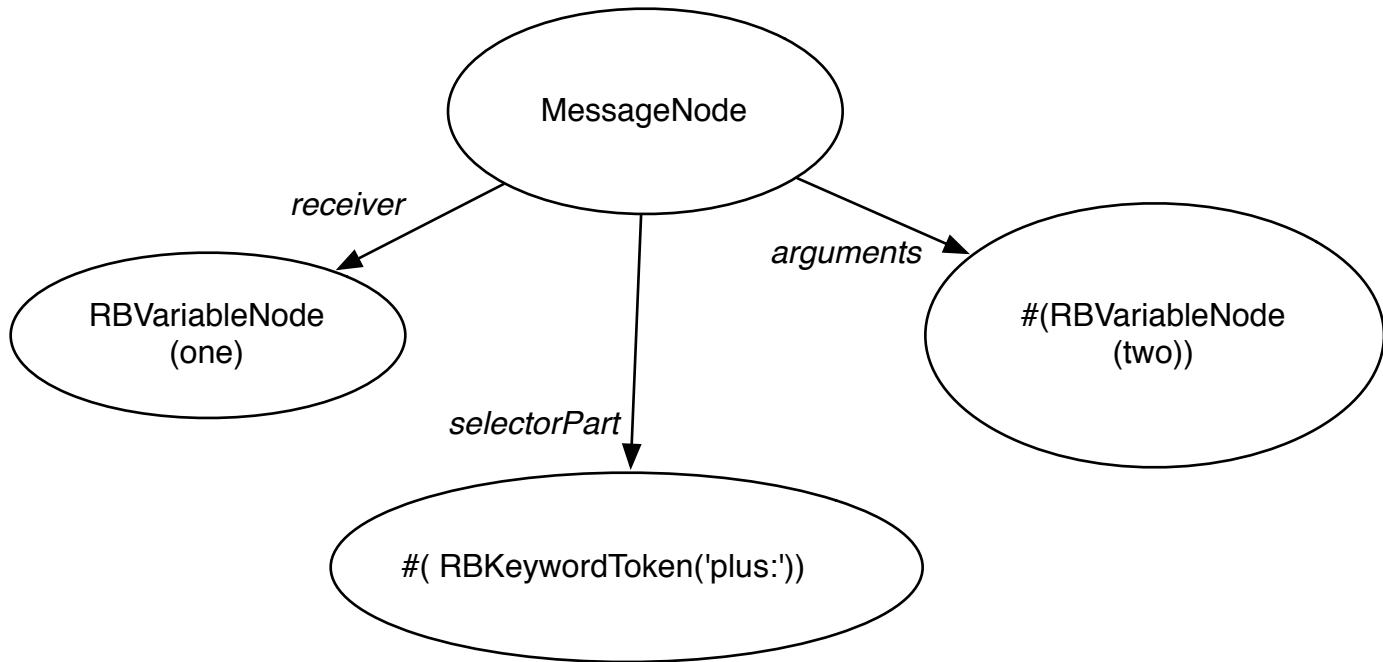 MessageNode
receiver
arguments
RBVariableNode
(one)
#(RBVariableNode
(two))
selectorPart
#( RBKeywordToken('plus:'))